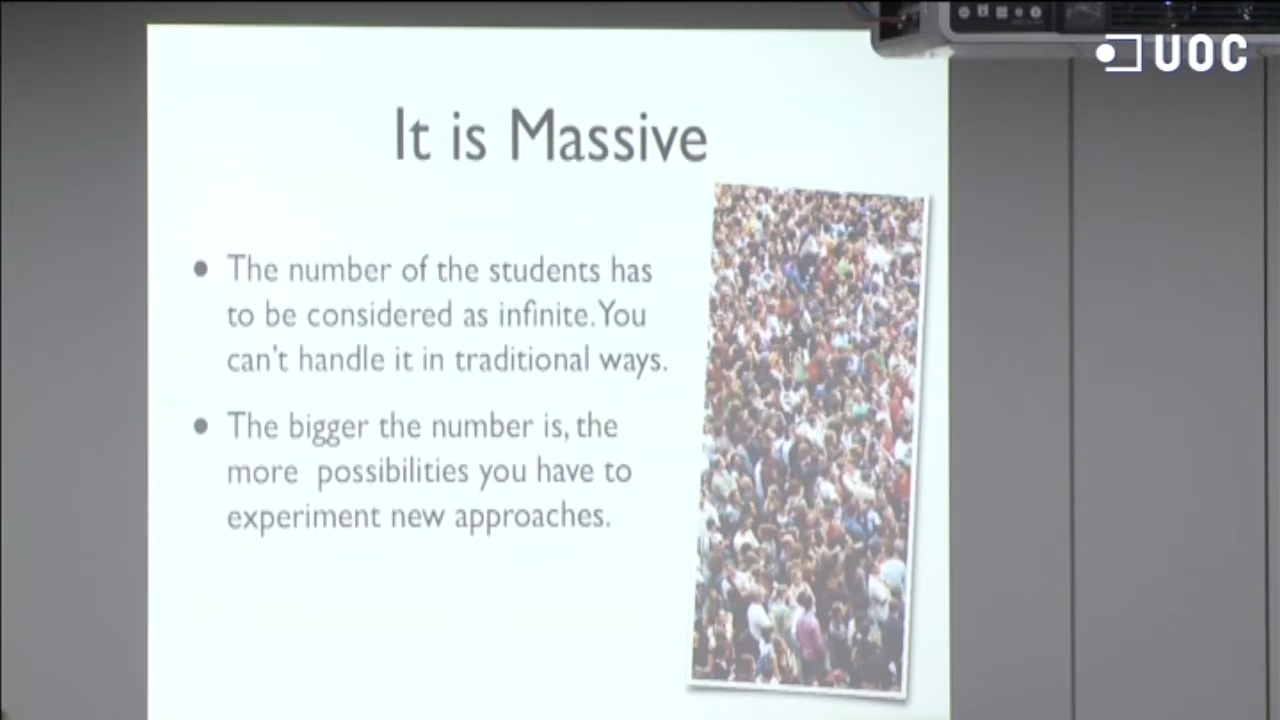 UOC
It is Massive
• The number of the students has
to be considered as infinite. You
can't handle it in traditional ways.
• The bigger the number is, the
more possibilities you have to
experiment new approaches.